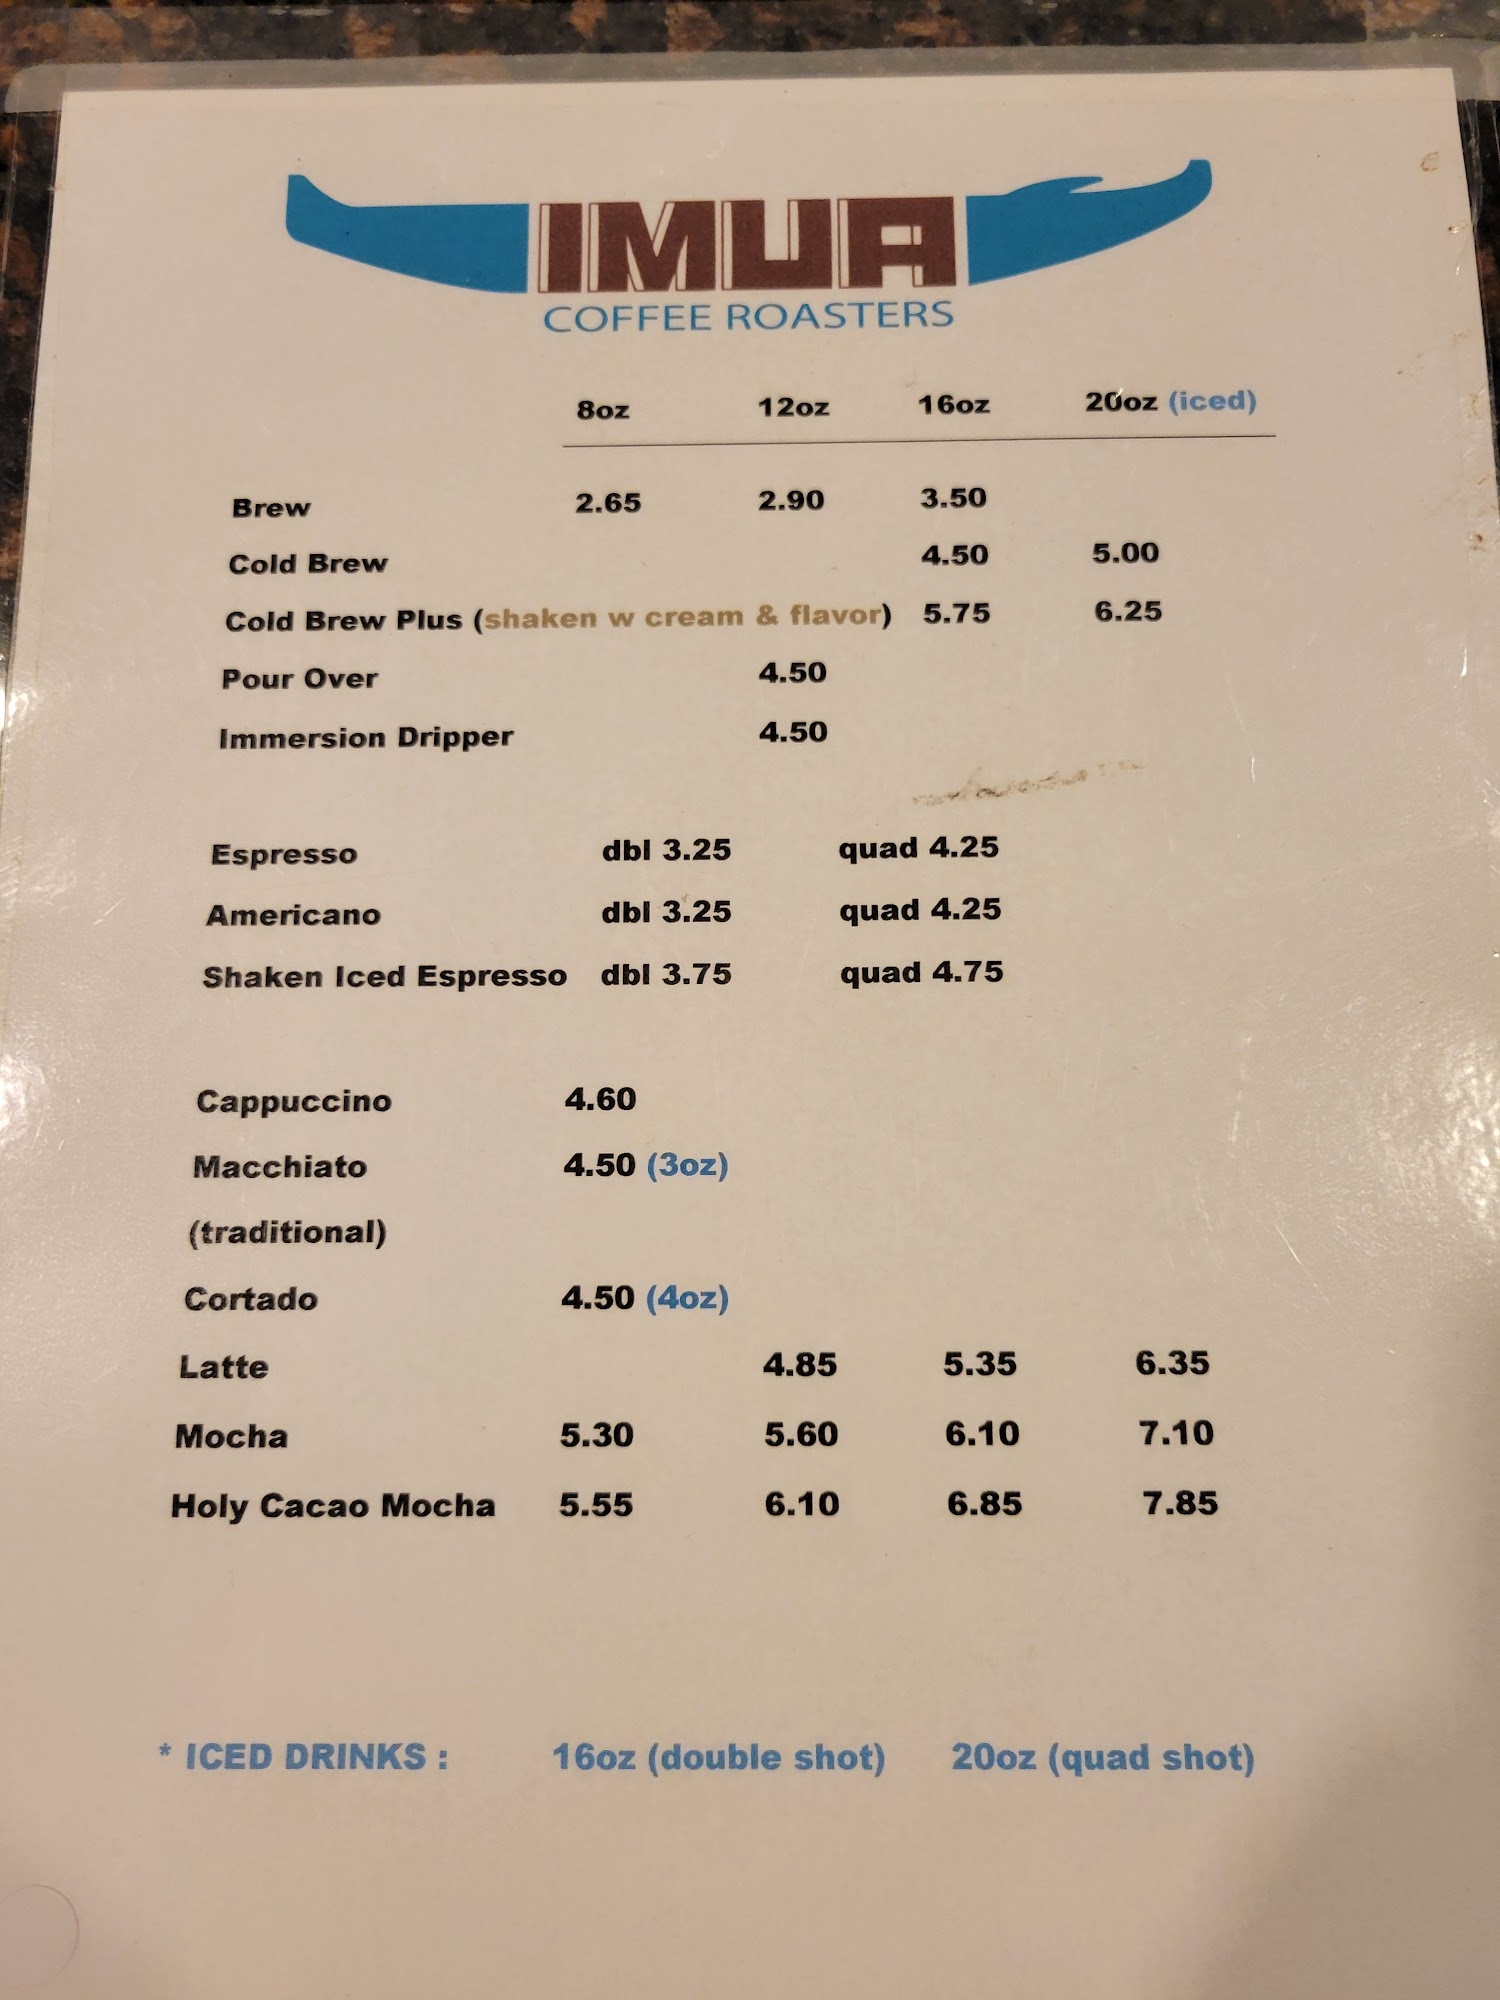 IMUA
COFFEE ROASTERS
8oz 12oz 16oz 20oz (iced)
Brew 2.65 2.90 3.50
Cold Brew 4.50 5.00
Cold Brew Plus (shaken w cream & flavor) 5.75 6.25
Pour Over 4.50
Immersion Dripper 4.50
Espresso dbl 3.25 quad 4.25
Americano dbl 3.25 quad 4.25
Shaken Iced Espresso dbl 3.75 quad 4.75
Cappuccino 4.60
Macchiato 4.50 (3oz)
(traditional)
Cortado 4.50 (4oz)
Latte 4.85 5.35 6.35
Mocha 5.30 5.60 6.10 7.10
Holy Cacao Mocha 5.55 6.10 6.85 7.85
* ICED DRINKS : 16oz (double shot) 20oz (quad shot)